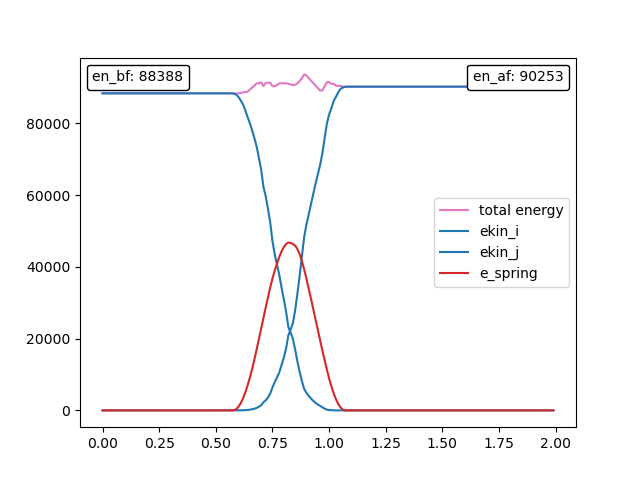 en_bf: 88388
en_af: 90253
80000
60000
40000
20000
0
total energy
ekin_i
ekin_j
e_spring
0.00 0.25 0.50 0.75 1.00 1.25 1.50 1.75 2.00